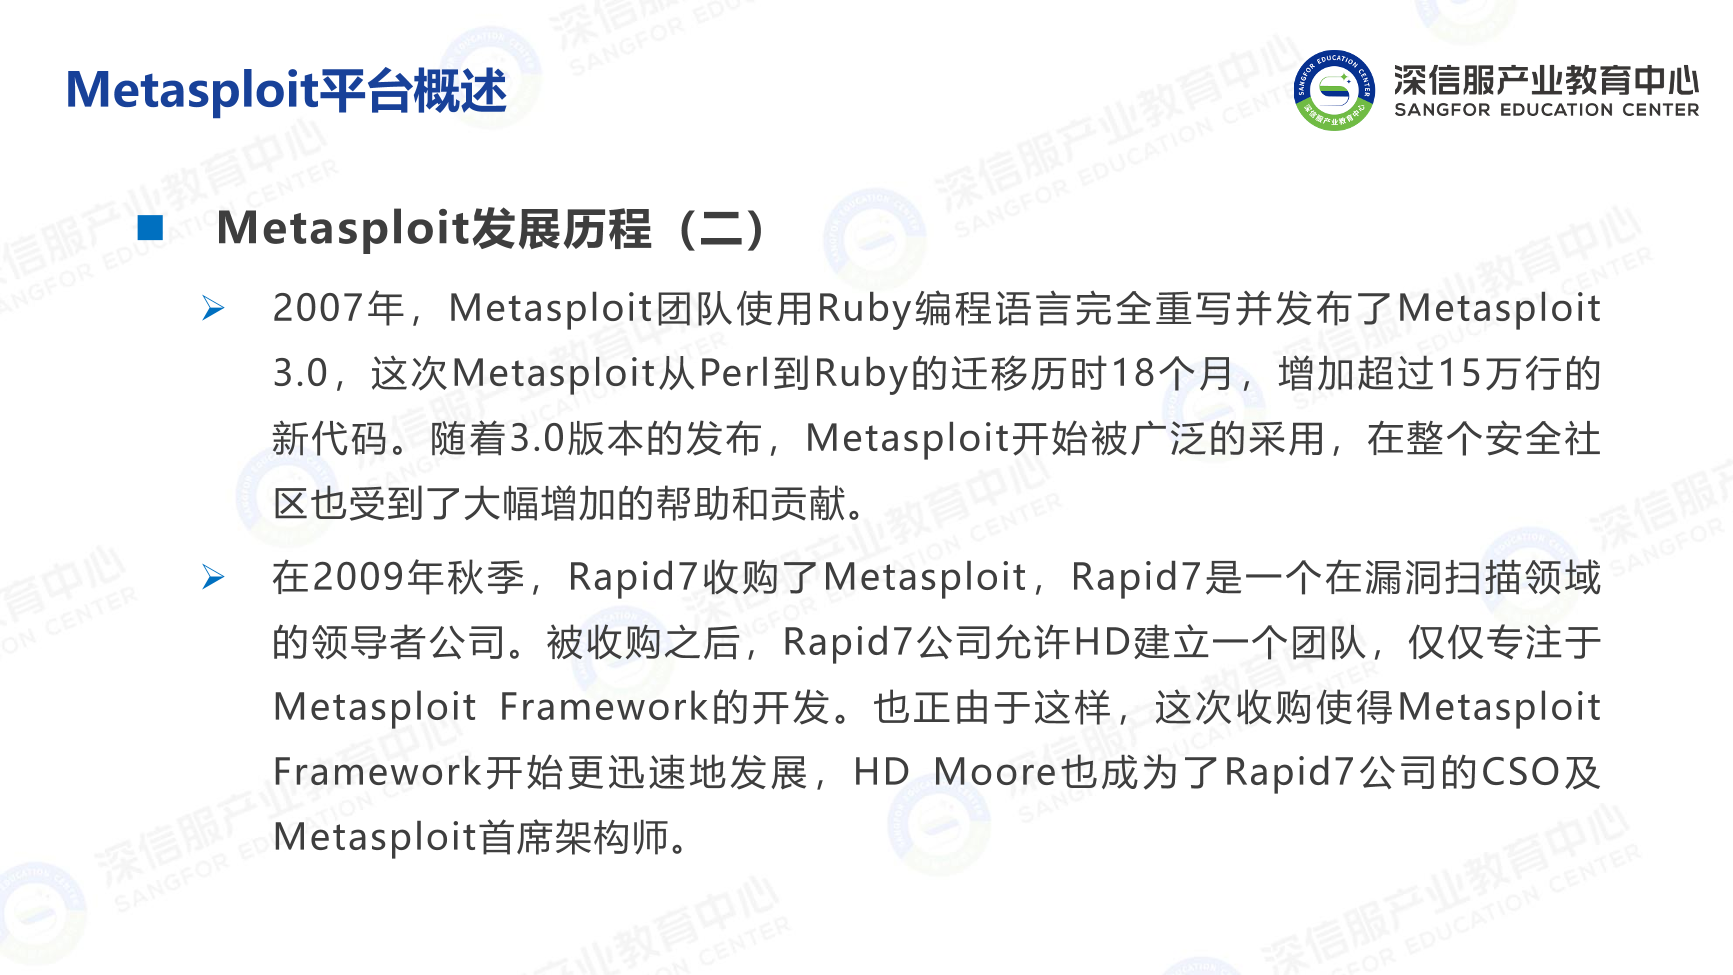 Metasploit平台概述
深信服产业教育中心
SANGFOR EDUCATION CENTER
Metasploit发展历程（二）
2007年，Metasploit团队使用Ruby编程语言完全重写并发布了Metasploit
3.0，这次Metasploit从Perl到Ruby的迁移历时18个月，增加超过15万行的
新代码。随着3.0版本的发布，Metasploit开始被广泛的采用，在整个安全社
区也受到了大幅增加的帮助和贡献。
在2009年秋季，Rapid7收购了Metasploit，Rapid7是一个在漏洞扫描领域
的领导者公司。被收购之后，Rapid7公司允许HD建立一个团队，仅仅专注于
Metasploit Framework的开发。也正由于这样，这次收购使得Metasploit
Framework开始更迅速地发展，HD Moore也成为了Rapid7公司的CSO及
Metasploit首席架构师。